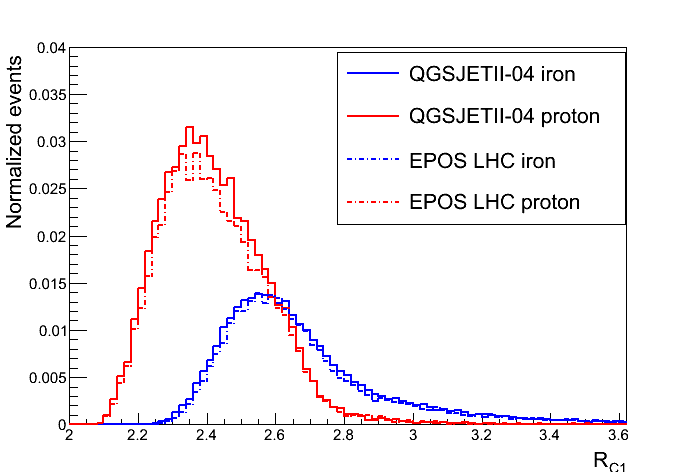 Normalized events
0.04
0.035
0.03
0.025
0.02
0.015
0.01
0.005
0
QGSJETII-04 iron
QGSJETII-04 proton
EPOS LHC iron
EPOS LHC proton
2 2.2 2.4 2.6 2.8 3 3.2 3.4 3.6
R_C1